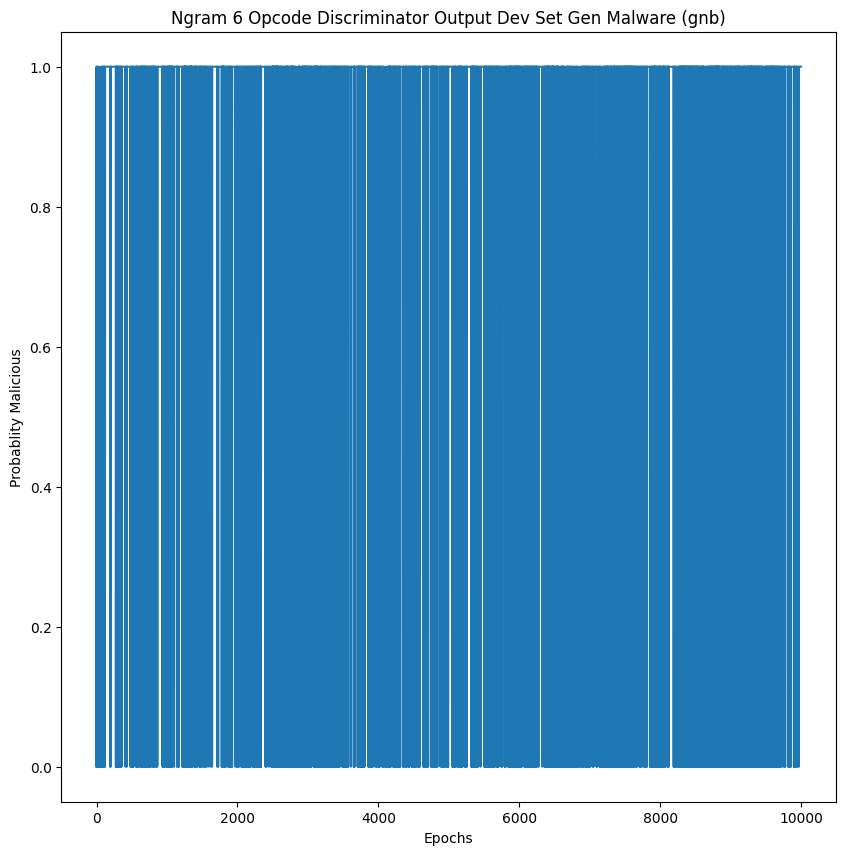 Ngram 6 Opcode Discriminator Output Dev Set Gen Malware (gnb)
1.0
0.8
0.6
0.4
0.2
0.0
Probablity Malicious
0 2000 4000 6000 8000 10000
Epochs